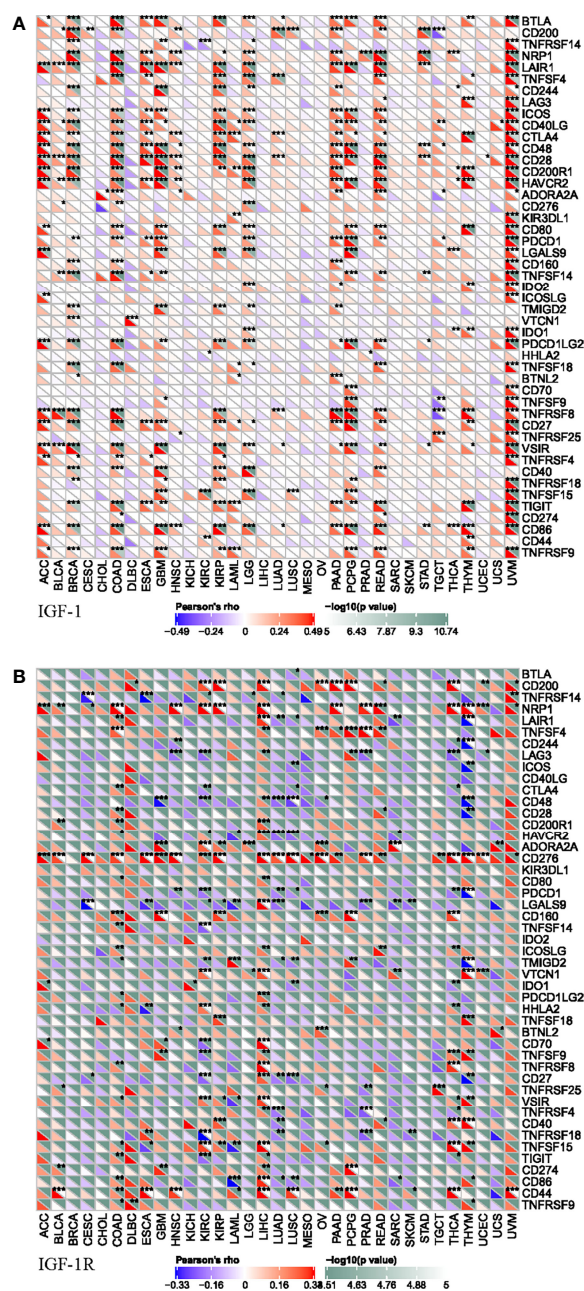 A
BTLA
CD200
TNFRSF14
NRP1
LAIR1
TNFSF4
CD244
LAG3
ICOS
CD40LG
CTLA4
CD48
CD28
CD200R1
HAVCR2
ADORA2A
CD276
KIR3DL1
CD80
PDCD1
LGALS9
CD160
TNFSF14
IDO2
ICOSLG
TMIGD2
VTCN1
IDO1
PDCD1LG2
HHLA2
TNFSF18
BTNL2
CD70
TNFSF9
TNFRSF8
CD27
TNFRSF25
VSIR
TNFRSF4
CD40
TNFRSF18
TNFSF15
TIGIT
CD274
CD86
CD44
TNFRSF9
ACC BLCA BRCA CESC CHOL COAD DLBC ESCA GBM HNSC KICH KIRC KIRP LAML LGG LIHC LUAD LUSC MESO OV PAAD PCPG PRAD READ SARC SKCM STAD TGCT THCA THYM UCEC UCS UVM
IGF-1
Pearson's rho
−0.49 −0.24 0 0.24 0.49
−log10(p value)
6.13 7.43 8.87 10.74
B
BTLA
CD200
TNFRSF14
NRP1
LAIR1
TNFSF4
CD244
LAG3
ICOS
CD40LG
CTLA4
CD48
CD28
CD200R1
HAVCR2
ADORA2A
CD276
KIR3DL1
CD80
PDCD1
LGALS9
CD160
TNFSF14
IDO2
ICOSLG
TMIGD2
VTCN1
IDO1
PDCD1LG2
HHLA2
TNFSF18
BTNL2
CD70
TNFSF9
TNFRSF8
CD27
TNFRSF25
VSIR
TNFRSF4
CD40
TNFRSF18
TNFSF15
TIGIT
CD274
CD86
CD44
TNFRSF9
ACC BLCA BRCA CESC CHOL COAD DLBC ESCA GBM HNSC KICH KIRC KIRP LAML LGG LIHC LUAD LUSC MESO OV PAAD PCPG PRAD READ SARC SKCM STAD TGCT THCA THYM UCEC UCS UVM
IGF-1R
Pearson's rho
−0.33 −0.16 0 0.16
−log10(p value)
4.76 4.88 5